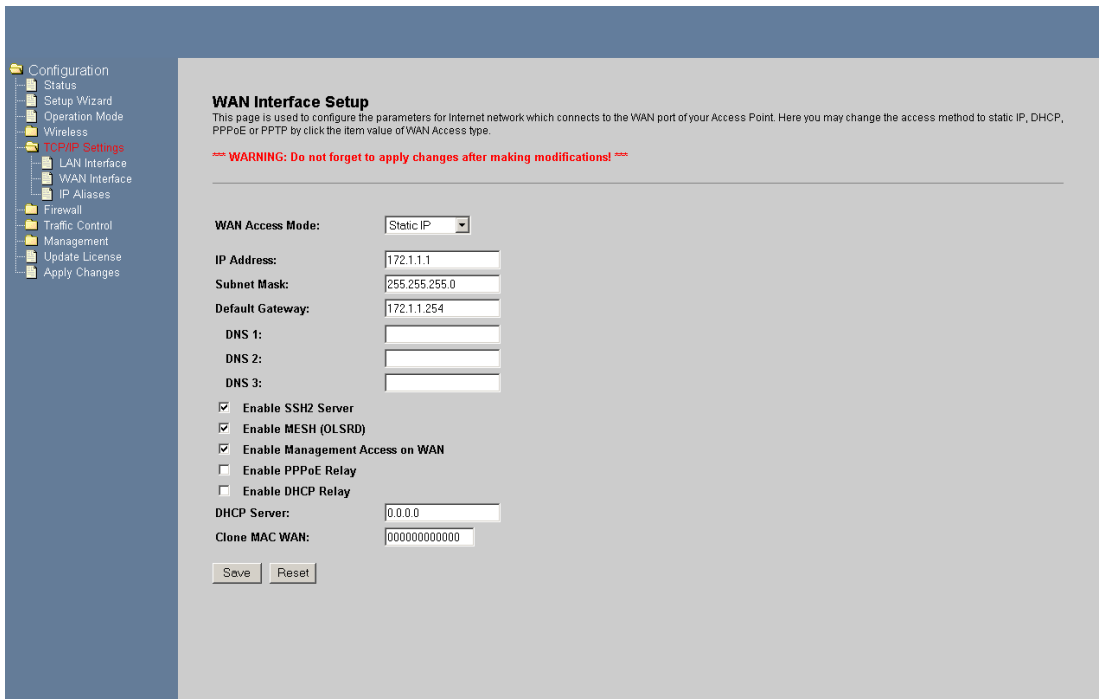 Configuration
Status
Setup Wizard
Operation Mode
Wireless
TCP/IP Settings
LAN Interface
WAN Interface
IP Aliases
Firewall
Traffic Control
Management
Update License
Apply Changes
WAN Interface Setup
This page is used to configure the parameters for Internet network which connects to the WAN port of your Access Point. Here you may change the access method to static IP, DHCP,
PPPoE or PPTP by click the item value of WAN Access type.
*** WARNING: Do not forget to apply changes after making modifications! ***
WAN Access Mode: Static IP
IP Address: 172.1.1.1
Subnet Mask: 255.255.255.0
Default Gateway: 172.1.1.254
DNS 1:
DNS 2:
DNS 3:
Enable SSH2 Server
Enable MESH (OLSRD)
Enable Management Access on WAN
Enable PPPoE Relay
Enable DHCP Relay
DHCP Server: 0.0.0.0
Clone MAC WAN: 000000000000
Save Reset